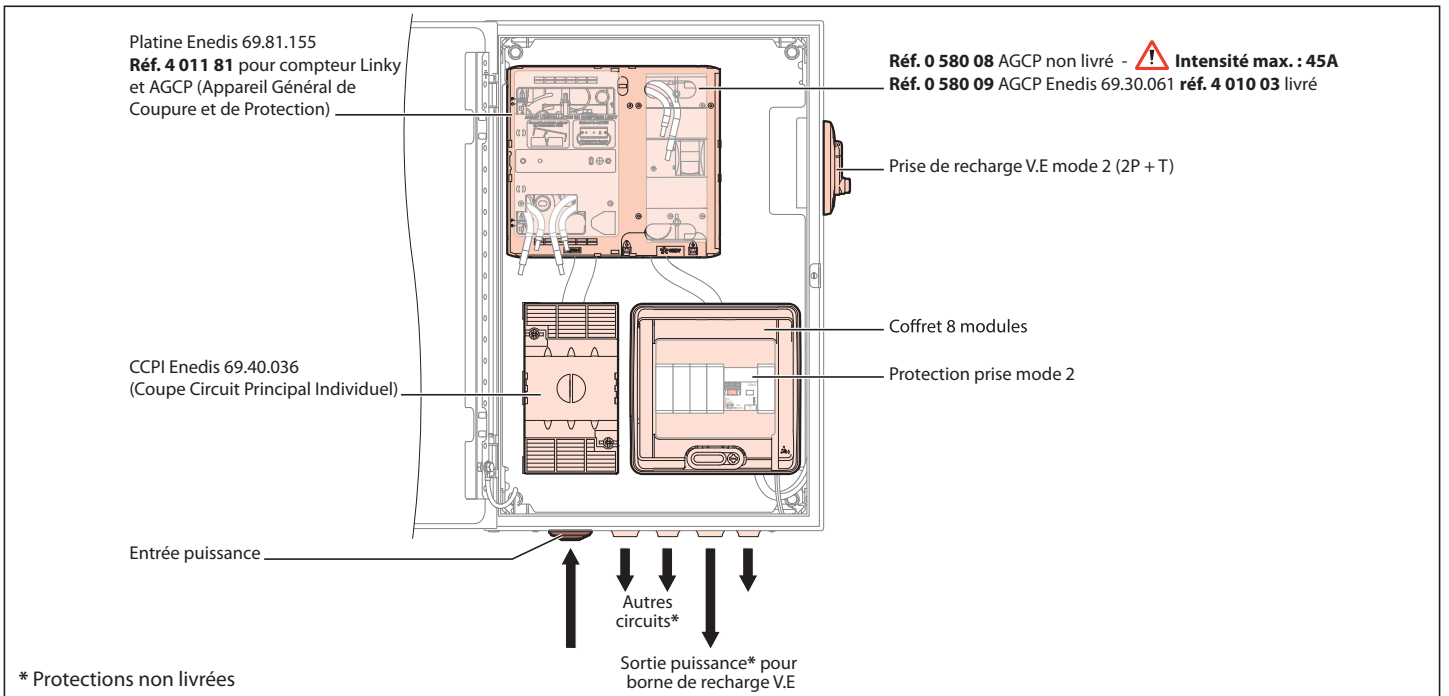 Platine Enedis 69.81.155
Réf. 4 011 81 pour compteur Linky
et AGCP (Appareil Général de
Coupure et de Protection)
Réf. 0 580 08 AGCP non livré - Intensité max. : 45A
Réf. 0 580 09 AGCP Enedis 69.30.061 réf. 4 010 03 livré
Prise de recharge V.E mode 2 (2P + T)
Coffret 8 modules
Protection prise mode 2
CCPI Enedis 69.40.036
(Coupe Circuit Principal Individuel)
Entrée puissance
Autres
circuits*
Sortie puissance* pour
borne de recharge V.E
* Protections non livrées